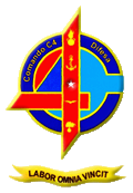 Comando C4 Difesa
LABOR OMNIA VINCIT